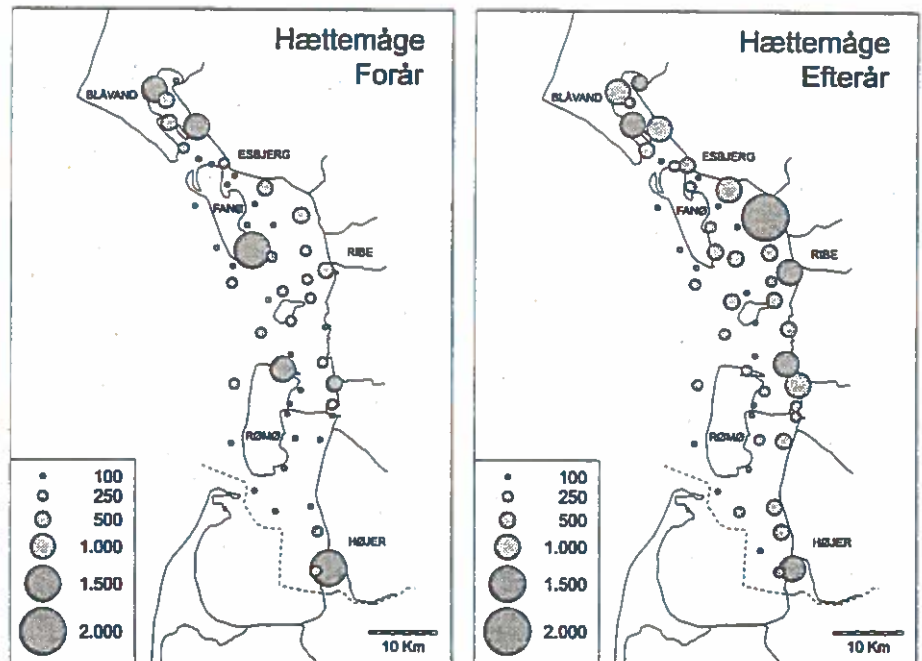 Hættemåge
Forår
BLÅVAND
ESBJERG
FANØ
RIBE
RØMØ
HØJER
100
250
500
1.000
1.500
2.000
10 Km
Hættemåge
Efterår
BLÅVAND
ESBJERG
FANØ
RIBE
RØMØ
HØJER
100
250
500
1.000
1.500
2.000
10 Km